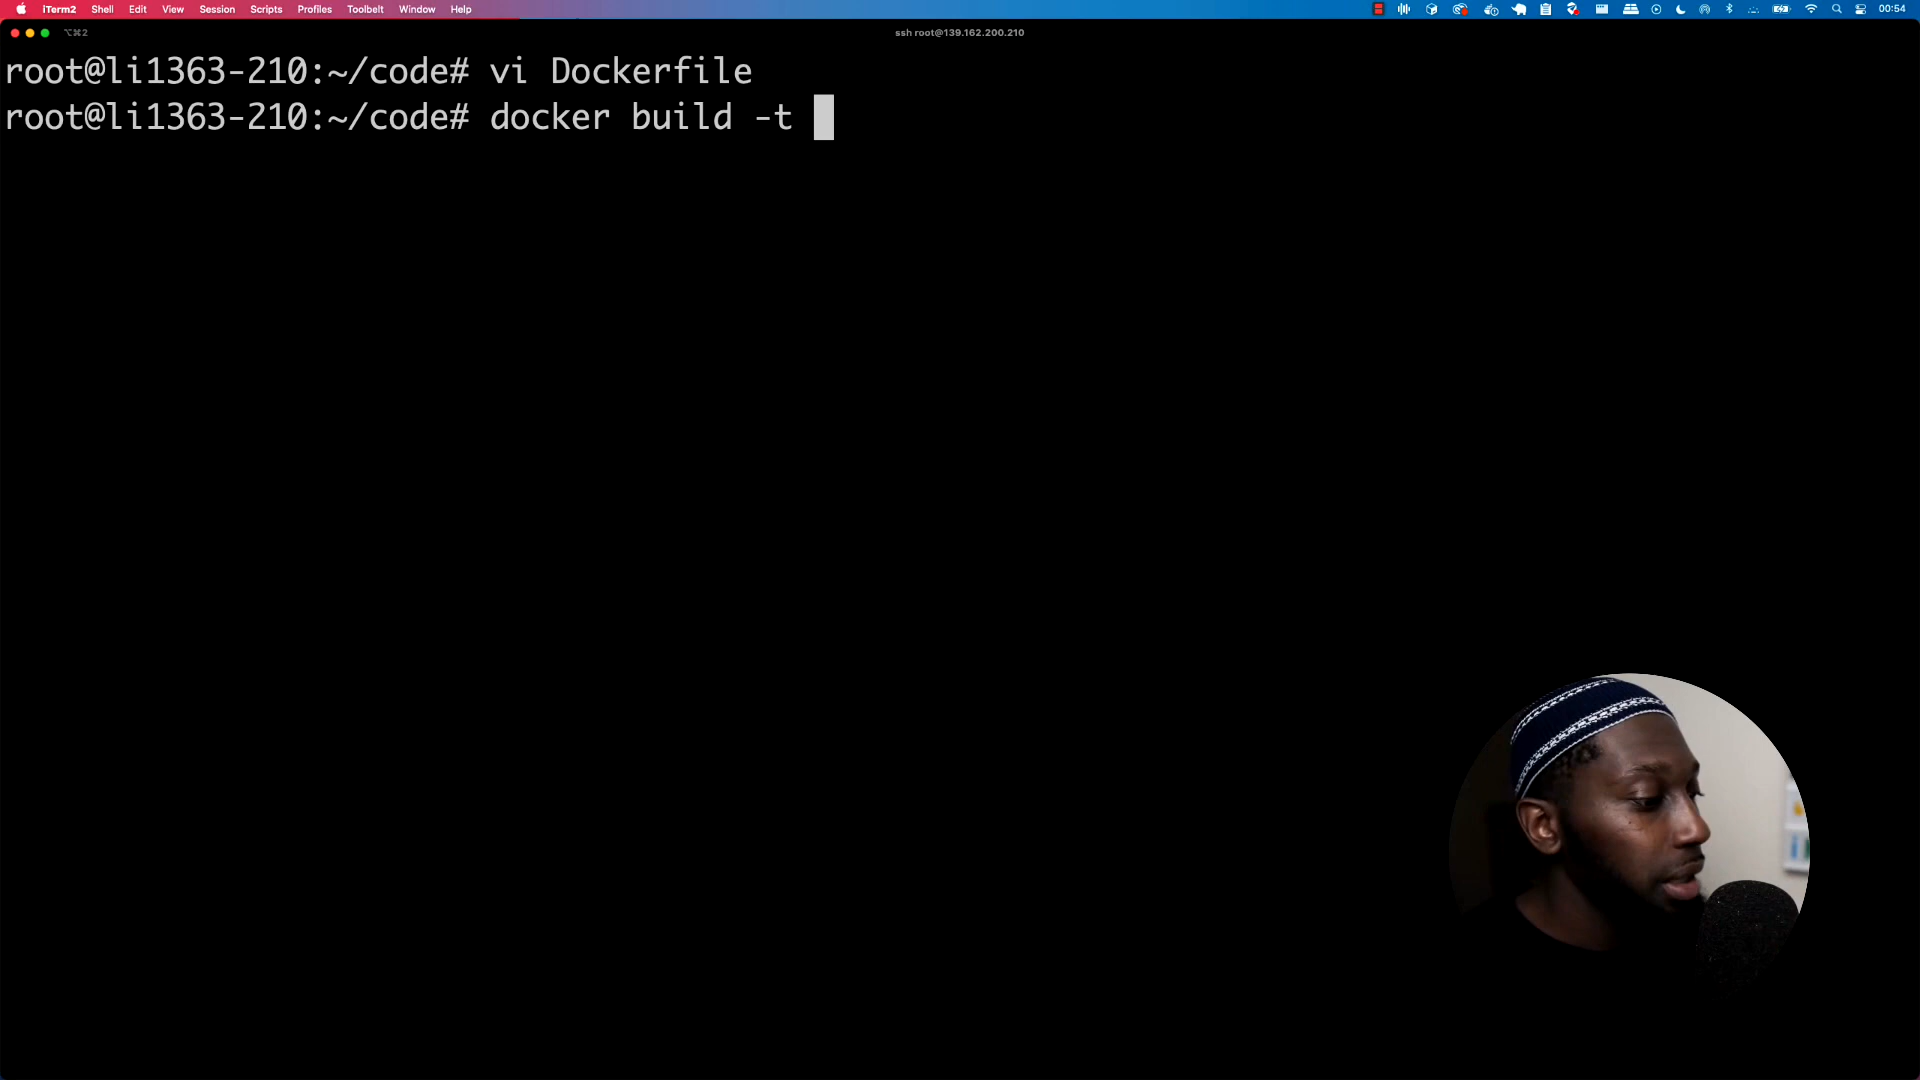 iTerm2 Shell Edit View Session Scripts Profiles Toolbelt Window Help 00:54
⌥⌘2 ssh root@139.162.200.210
root@li1363-210:~/code# vi Dockerfile
root@li1363-210:~/code# docker build -t